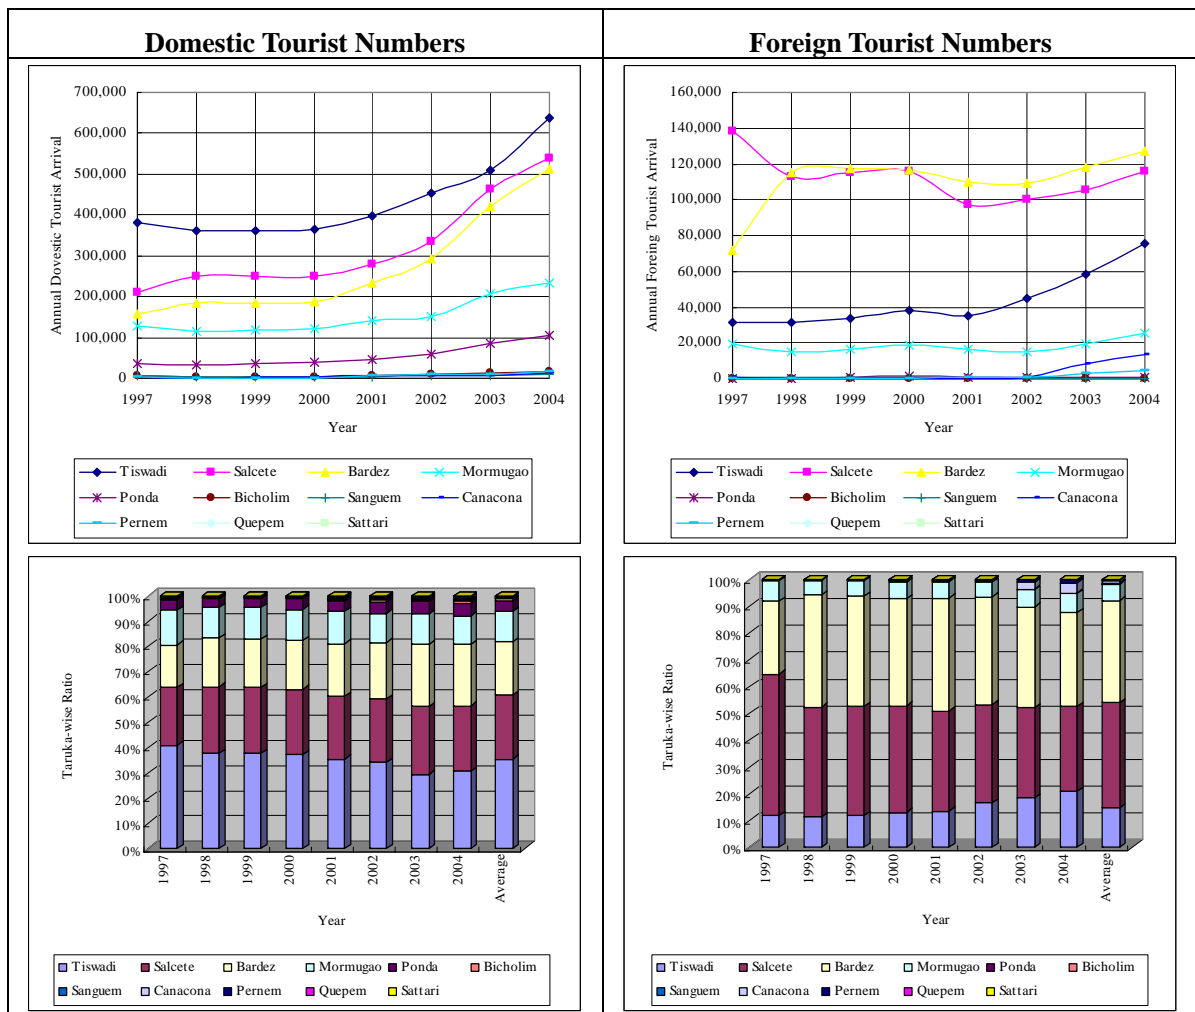 Domestic Tourist Numbers
Foreign Tourist Numbers
Annual Dovestic Tourist Arrival
700,000
600,000
500,000
400,000
300,000
200,000
100,000
0
1997 1998 1999 2000 2001 2002 2003 2004
Year
Tiswadi Salcete Bardez Mormugao
Ponda Bicholim Sanguem Canacona
Pernem Quepem Sattari
Annual Foreing Tourist Arrival
160,000
140,000
120,000
100,000
80,000
60,000
40,000
20,000
0
1997 1998 1999 2000 2001 2002 2003 2004
Year
Tiswadi Salcete Bardez Mormugao
Ponda Bicholim Sanguem Canacona
Pernem Quepem Sattari
Taruka-wise Ratio
100%
90%
80%
70%
60%
50%
40%
30%
20%
10%
0%
1997 1998 1999 2000 2001 2002 2003 2004 Average
Year
Tiswadi Salcete Bardez Mormugao Ponda Bicholim
Sanguem Canacona Pernem Quepem Sattari
Taruka-wise Ratio
100%
90%
80%
70%
60%
50%
40%
30%
20%
10%
0%
1997 1998 1999 2000 2001 2002 2003 2004 Average
Year
Tiswadi Salcete Bardez Mormugao Ponda Bicholim
Sanguem Canacona Pernem Quepem Sattari